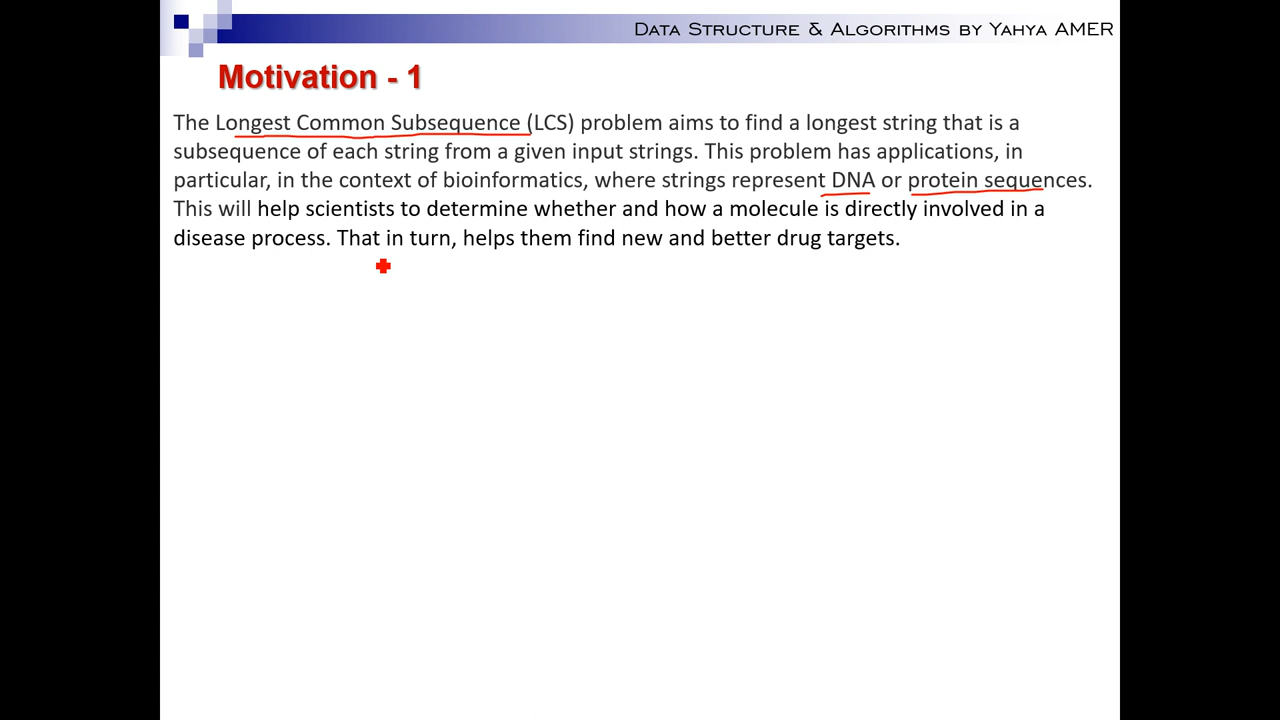 Data Structure & Algorithms by Yahya AMER
Motivation - 1
The Longest Common Subsequence (LCS) problem aims to find a longest string that is a
subsequence of each string from a given input strings. This problem has applications, in
particular, in the context of bioinformatics, where strings represent DNA or protein sequences.
This will help scientists to determine whether and how a molecule is directly involved in a
disease process. That in turn, helps them find new and better drug targets.